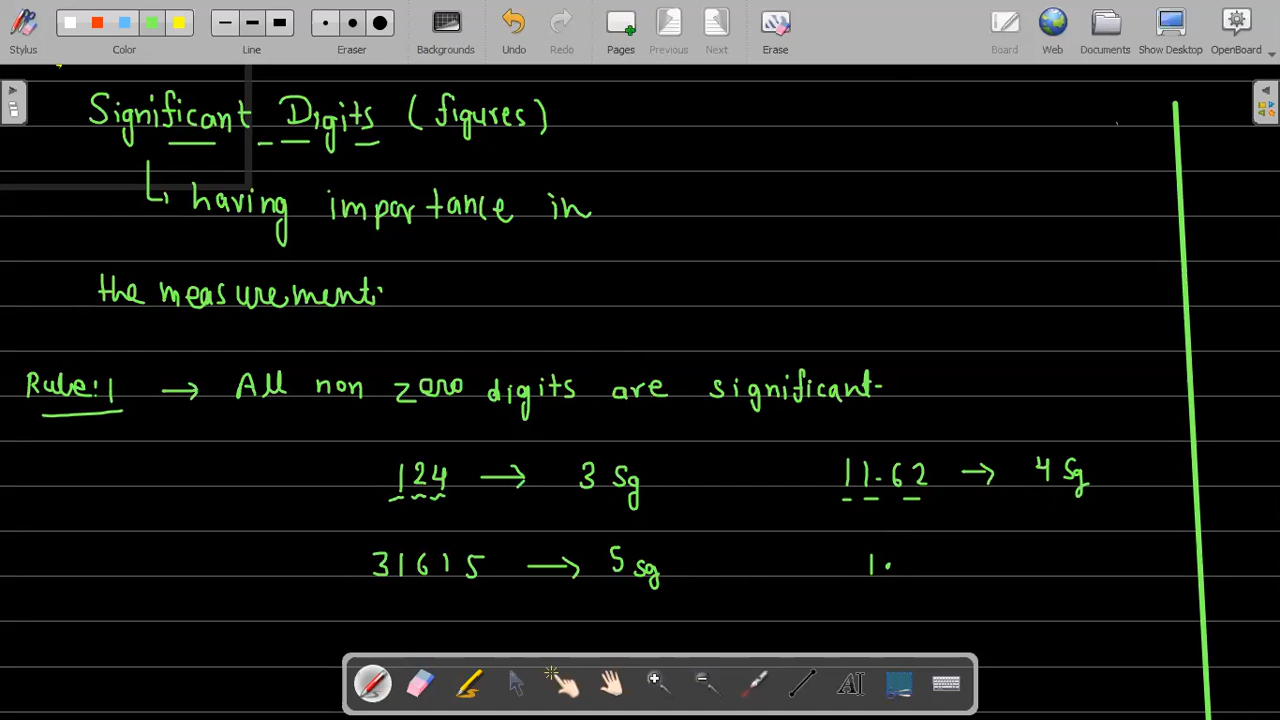 Stylus Color Line Eraser Backgrounds Undo Redo Pages Previous Next Erase Board Web Documents Show Desktop OpenBoard
Significant Digits (figures)
having importance in
the measurement.
Rule:1 → All non zero digits are significant.
124 → 3 Sg 11.62 → 4 Sg
31615 → 5 sg 1.
AI